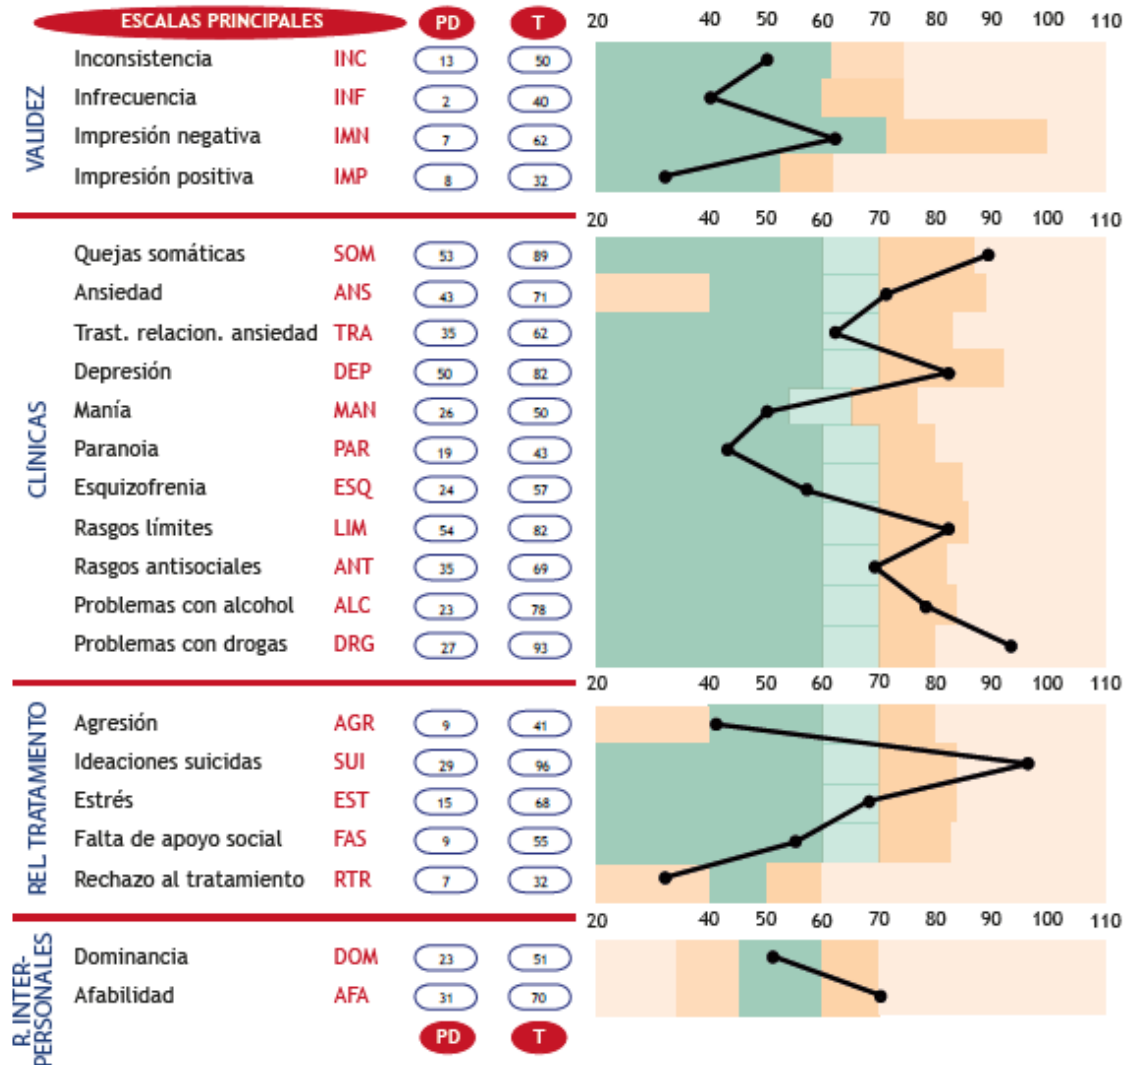 ESCALAS PRINCIPALES PD T 20 40 50 60 70 80 90 100 110
VALIDEZ
Inconsistencia INC 13 50
Infrecuencia INF 2 40
Impresión negativa IMN 7 62
Impresión positiva IMP 8 32
20 40 50 60 70 80 90 100 110
CLÍNICAS
Quejas somáticas SOM 53 89
Ansiedad ANS 43 71
Trast. relacion. ansiedad TRA 35 62
Depresión DEP 50 82
Manía MAN 26 50
Paranoia PAR 19 43
Esquizofrenia ESQ 24 57
Rasgos límites LIM 54 82
Rasgos antisociales ANT 35 69
Problemas con alcohol ALC 23 78
Problemas con drogas DRG 27 93
20 40 50 60 70 80 90 100 110
REL. TRATAMIENTO
Agresión AGR 9 41
Ideaciones suicidas SUI 29 96
Estrés EST 15 68
Falta de apoyo social FAS 9 55
Rechazo al tratamiento RTR 7 32
20 40 50 60 70 80 90 100 110
R. INTER-
PERSONALES
Dominancia DOM 23 51
Afabilidad AFA 31 70
PD T